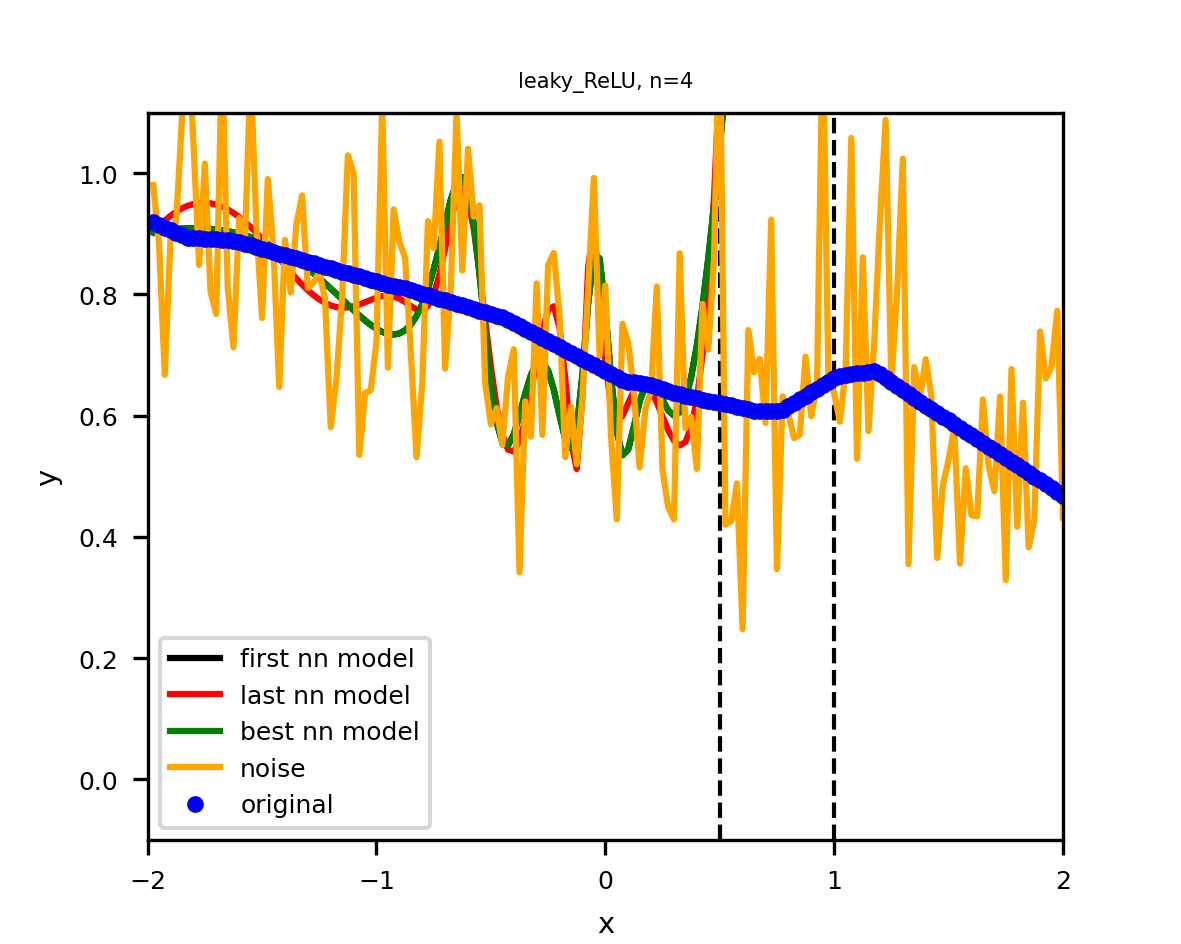 leaky_ReLU, n=4
1.0
0.8
0.6
0.4
0.2
0.0
y
first nn model
last nn model
best nn model
noise
original
−2
−1
0
1
2
x